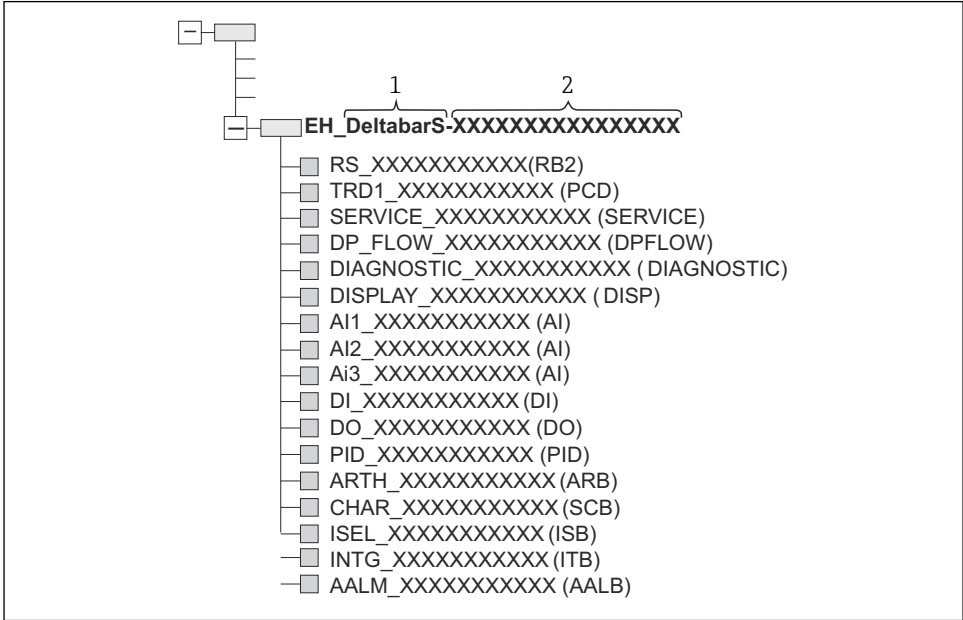 1 2
EH_DeltabarS-XXXXXXXXXXXXXXXX
RS_XXXXXXXXXXX(RB2)
TRD1_XXXXXXXXXXX (PCD)
SERVICE_XXXXXXXXXXX (SERVICE)
DP_FLOW_XXXXXXXXXXX (DPFLOW)
DIAGNOSTIC_XXXXXXXXXXX ( DIAGNOSTIC)
DISPLAY_XXXXXXXXXXX ( DISP)
AI1_XXXXXXXXXXX (AI)
AI2_XXXXXXXXXXX (AI)
Ai3_XXXXXXXXXXX (AI)
DI_XXXXXXXXXXX (DI)
DO_XXXXXXXXXXX (DO)
PID_XXXXXXXXXXX (PID)
ARTH_XXXXXXXXXXX (ARB)
CHAR_XXXXXXXXXXX (SCB)
ISEL_XXXXXXXXXXX (ISB)
INTG_XXXXXXXXXXX (ITB)
AALM_XXXXXXXXXXX (AALB)